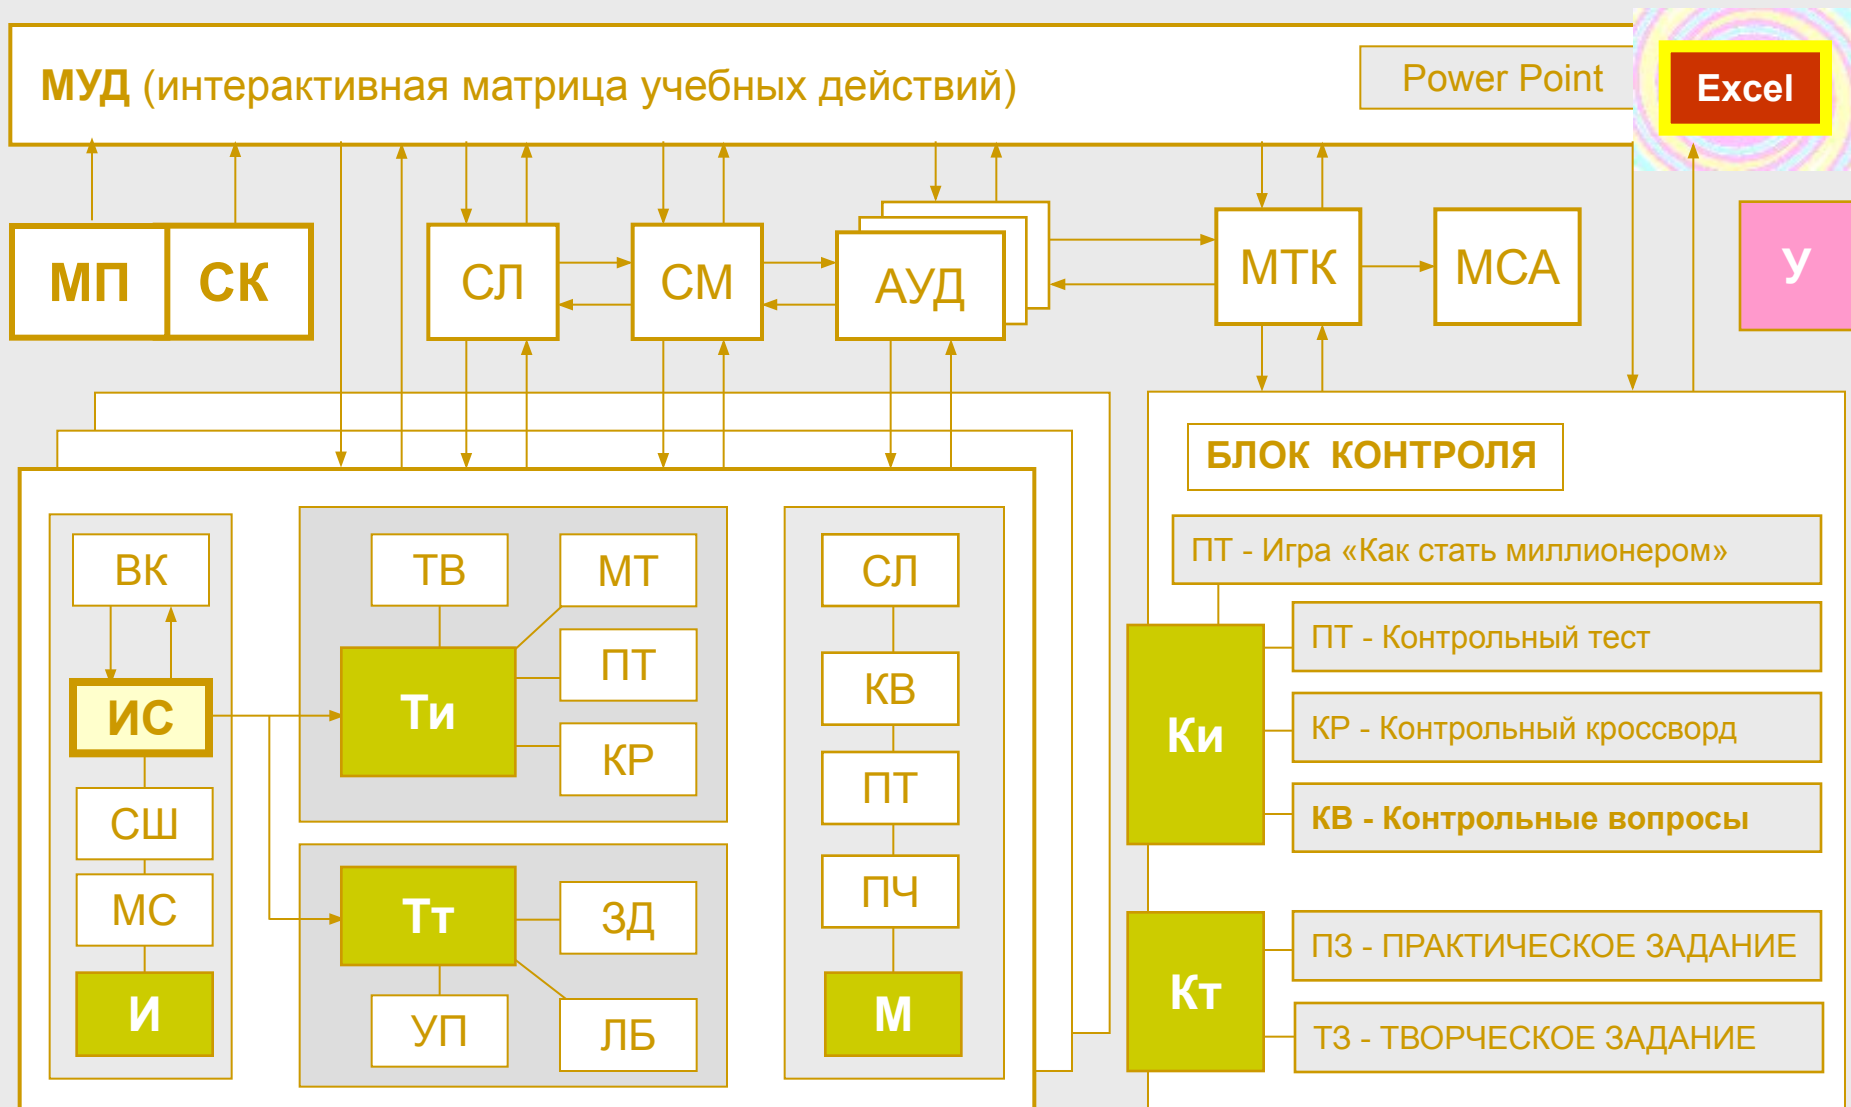 МУД (интерактивная матрица учебных действий)
Power Point
Excel
МП
СК
СЛ
СМ
АУД
МТК
МСА
У
БЛОК КОНТРОЛЯ
ВК
ИС
СШ
МС
И
ТВ
МТ
ПТ
КР
Ти
Тт
ЗД
УП
ЛБ
СЛ
КВ
ПТ
ПЧ
М
ПТ - Игра «Как стать миллионером»
Ки
ПТ - Контрольный тест
КР - Контрольный кроссворд
КВ - Контрольные вопросы
Кт
ПЗ - ПРАКТИЧЕСКОЕ ЗАДАНИЕ
ТЗ - ТВОРЧЕСКОЕ ЗАДАНИЕ